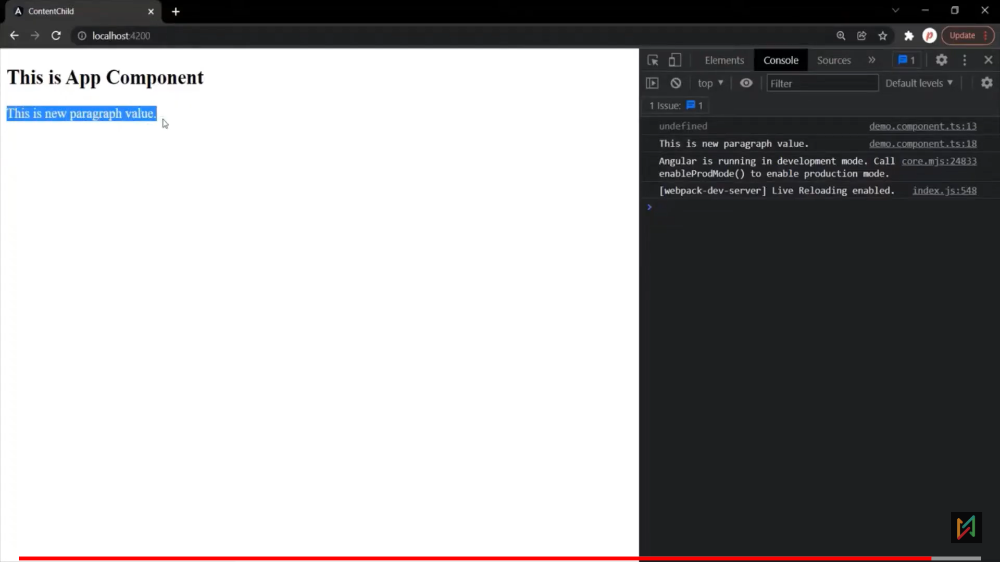 ContentChild
localhost:4200
Update
This is App Component
This is new paragraph value.
Elements Console Sources 1
top Filter Default levels
1 Issue: 1
undefined demo.component.ts:13
This is new paragraph value. demo.component.ts:18
Angular is running in development mode. Call core.mjs:24833
enableProdMode() to enable production mode.
[webpack-dev-server] Live Reloading enabled. index.js:548